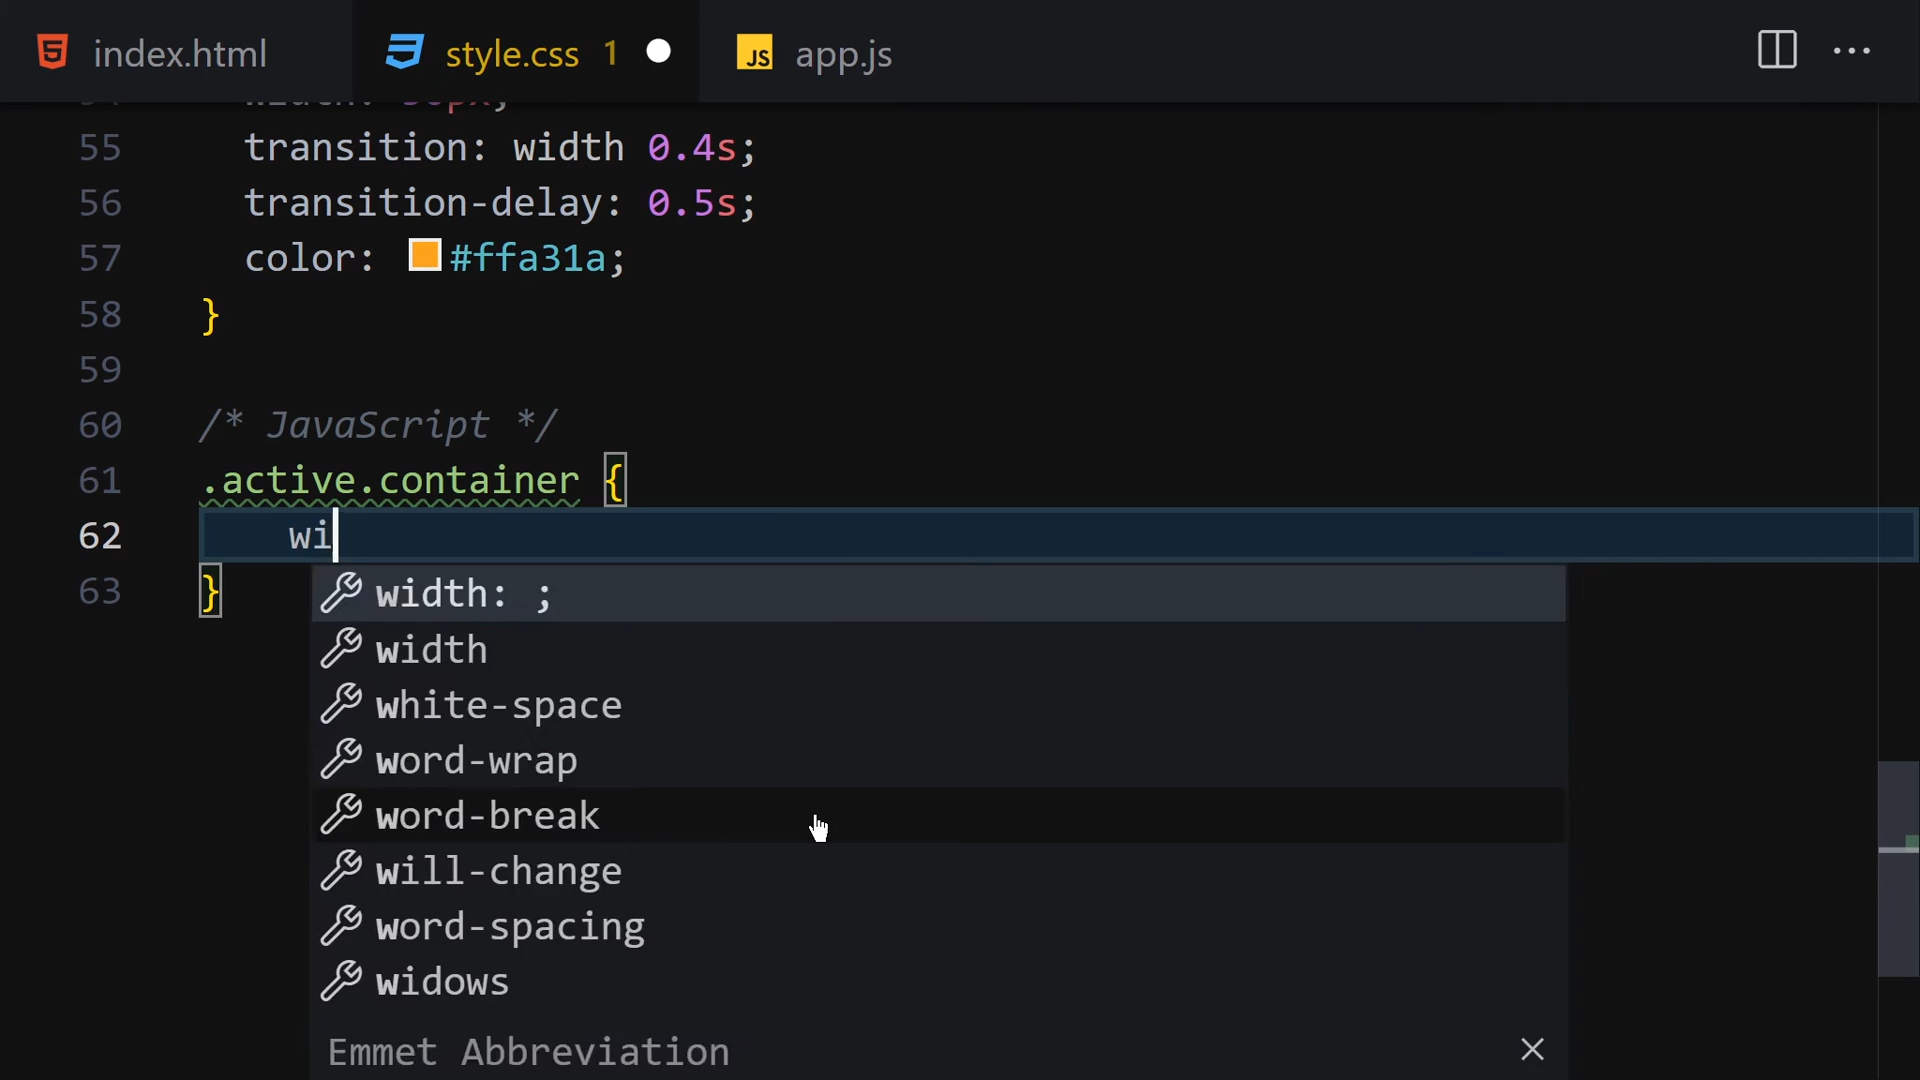 index.html style.css 1 JS app.js
55 transition: width 0.4s;
56 transition-delay: 0.5s;
57 color: #ffa31a;
58 }
59
60 /* JavaScript */
61 .active.container {
62 wi
63 }
width: ;
width
white-space
word-wrap
word-break
will-change
word-spacing
widows
Emmet Abbreviation